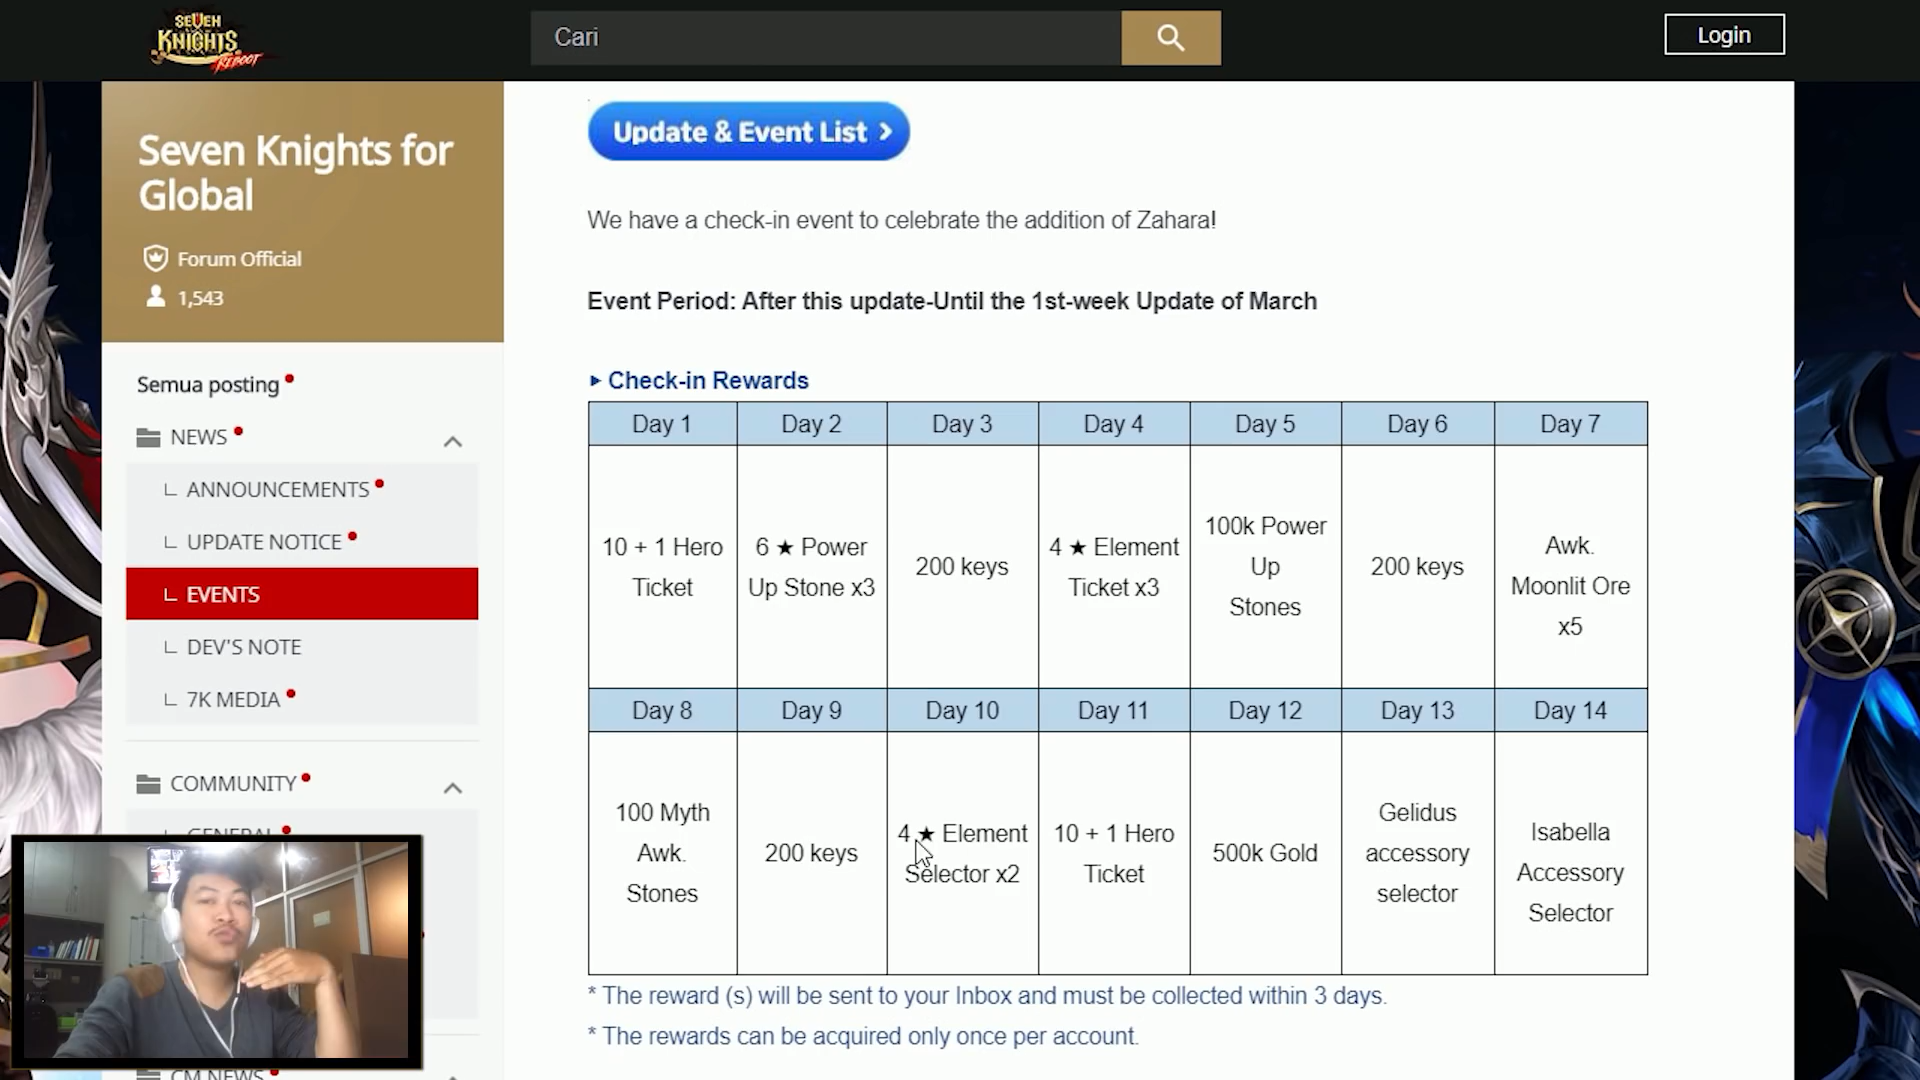 SEVEN
KNIGHTS
REBOOT
Cari
Login
Seven Knights for
Global
Forum Official
1,543
Semua posting
NEWS
ANNOUNCEMENTS
UPDATE NOTICE
EVENTS
DEV'S NOTE
7K MEDIA
COMMUNITY
GENERAL
CM NEWS
Update & Event List >
We have a check-in event to celebrate the addition of Zahara!
Event Period: After this update-Until the 1st-week Update of March
Check-in Rewards
Day 1 Day 2 Day 3 Day 4 Day 5 Day 6 Day 7
10 + 1 Hero
Ticket
6 ★ Power
Up Stone x3
200 keys
4 ★ Element
Ticket x3
100k Power
Up
Stones
200 keys
Awk.
Moonlit Ore
x5
Day 8 Day 9 Day 10 Day 11 Day 12 Day 13 Day 14
100 Myth
Awk.
Stones
200 keys
4 ★ Element
Selector x2
10 + 1 Hero
Ticket
500k Gold
Gelidus
accessory
selector
Isabella
Accessory
Selector
* The reward (s) will be sent to your Inbox and must be collected within 3 days.
* The rewards can be acquired only once per account.